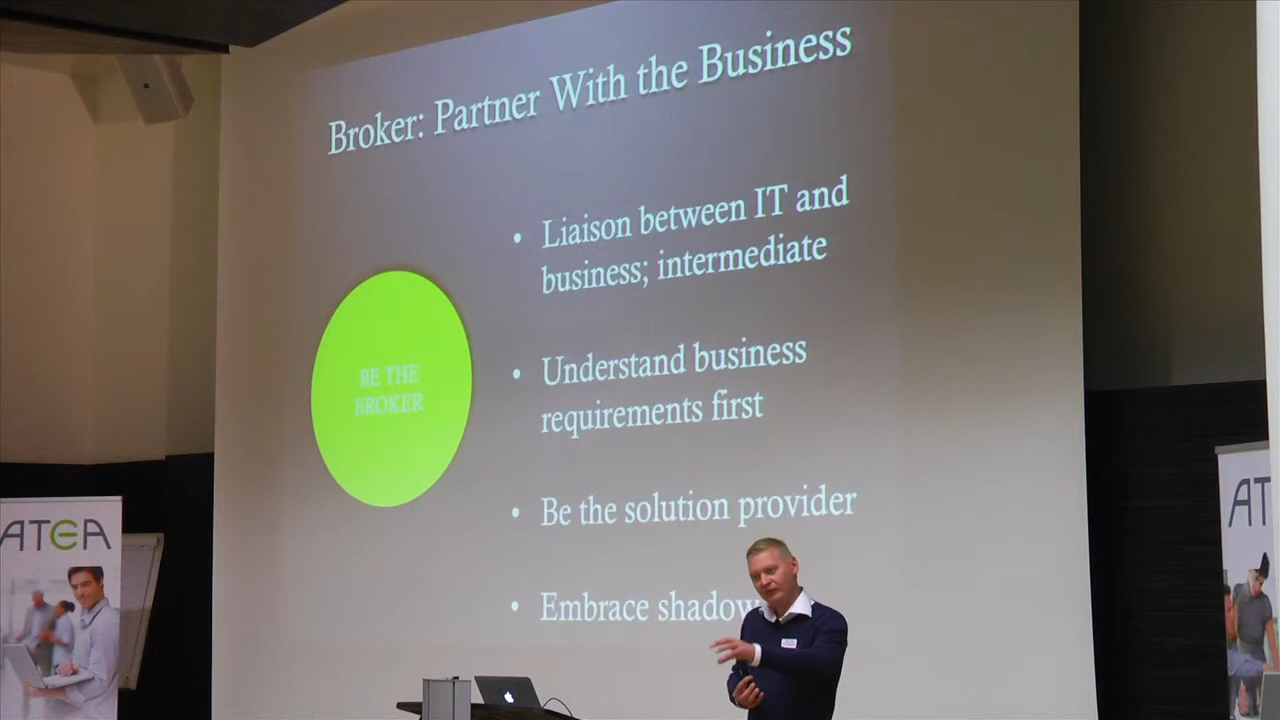 Broker: Partner With the Business
• Liaison between IT and
business; intermediate
BE THE
BROKER
• Understand business
requirements first
• Be the solution provider
• Embrace shadow
ATEA
AT